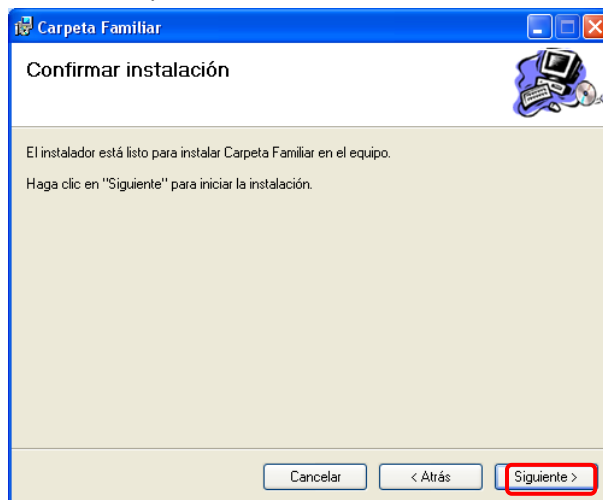 Carpeta Familiar
Confirmar instalación
El instalador está listo para instalar Carpeta Familiar en el equipo.
Haga clic en "Siguiente" para iniciar la instalación.
Cancelar
< Atrás
Siguiente >